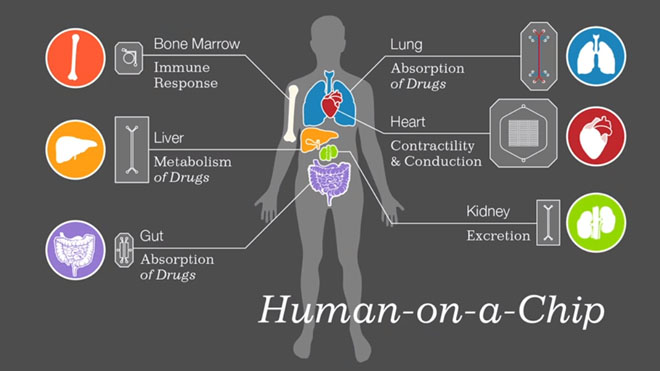 Bone Marrow
Immune
Response
Liver
Metabolism
of Drugs
Gut
Absorption
of Drugs
Lung
Absorption
of Drugs
Heart
Contractility
& Conduction
Kidney
Excretion
Human-on-a-Chip